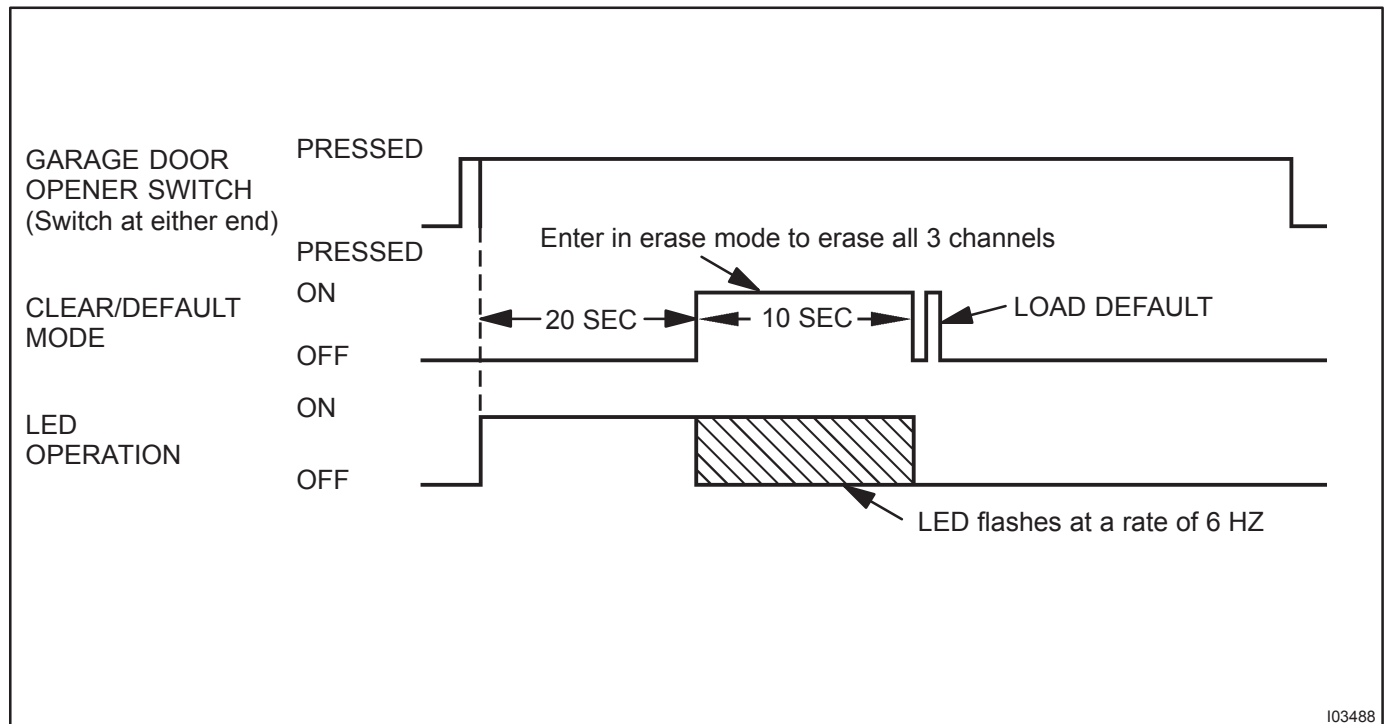 GARAGE DOOR
OPENER SWITCH
(Switch at either end)
PRESSED
PRESSED
Enter in erase mode to erase all 3 channels
CLEAR/DEFAULT
MODE
ON
OFF
20 SEC
10 SEC
LOAD DEFAULT
LED
OPERATION
ON
OFF
LED flashes at a rate of 6 HZ
I03488